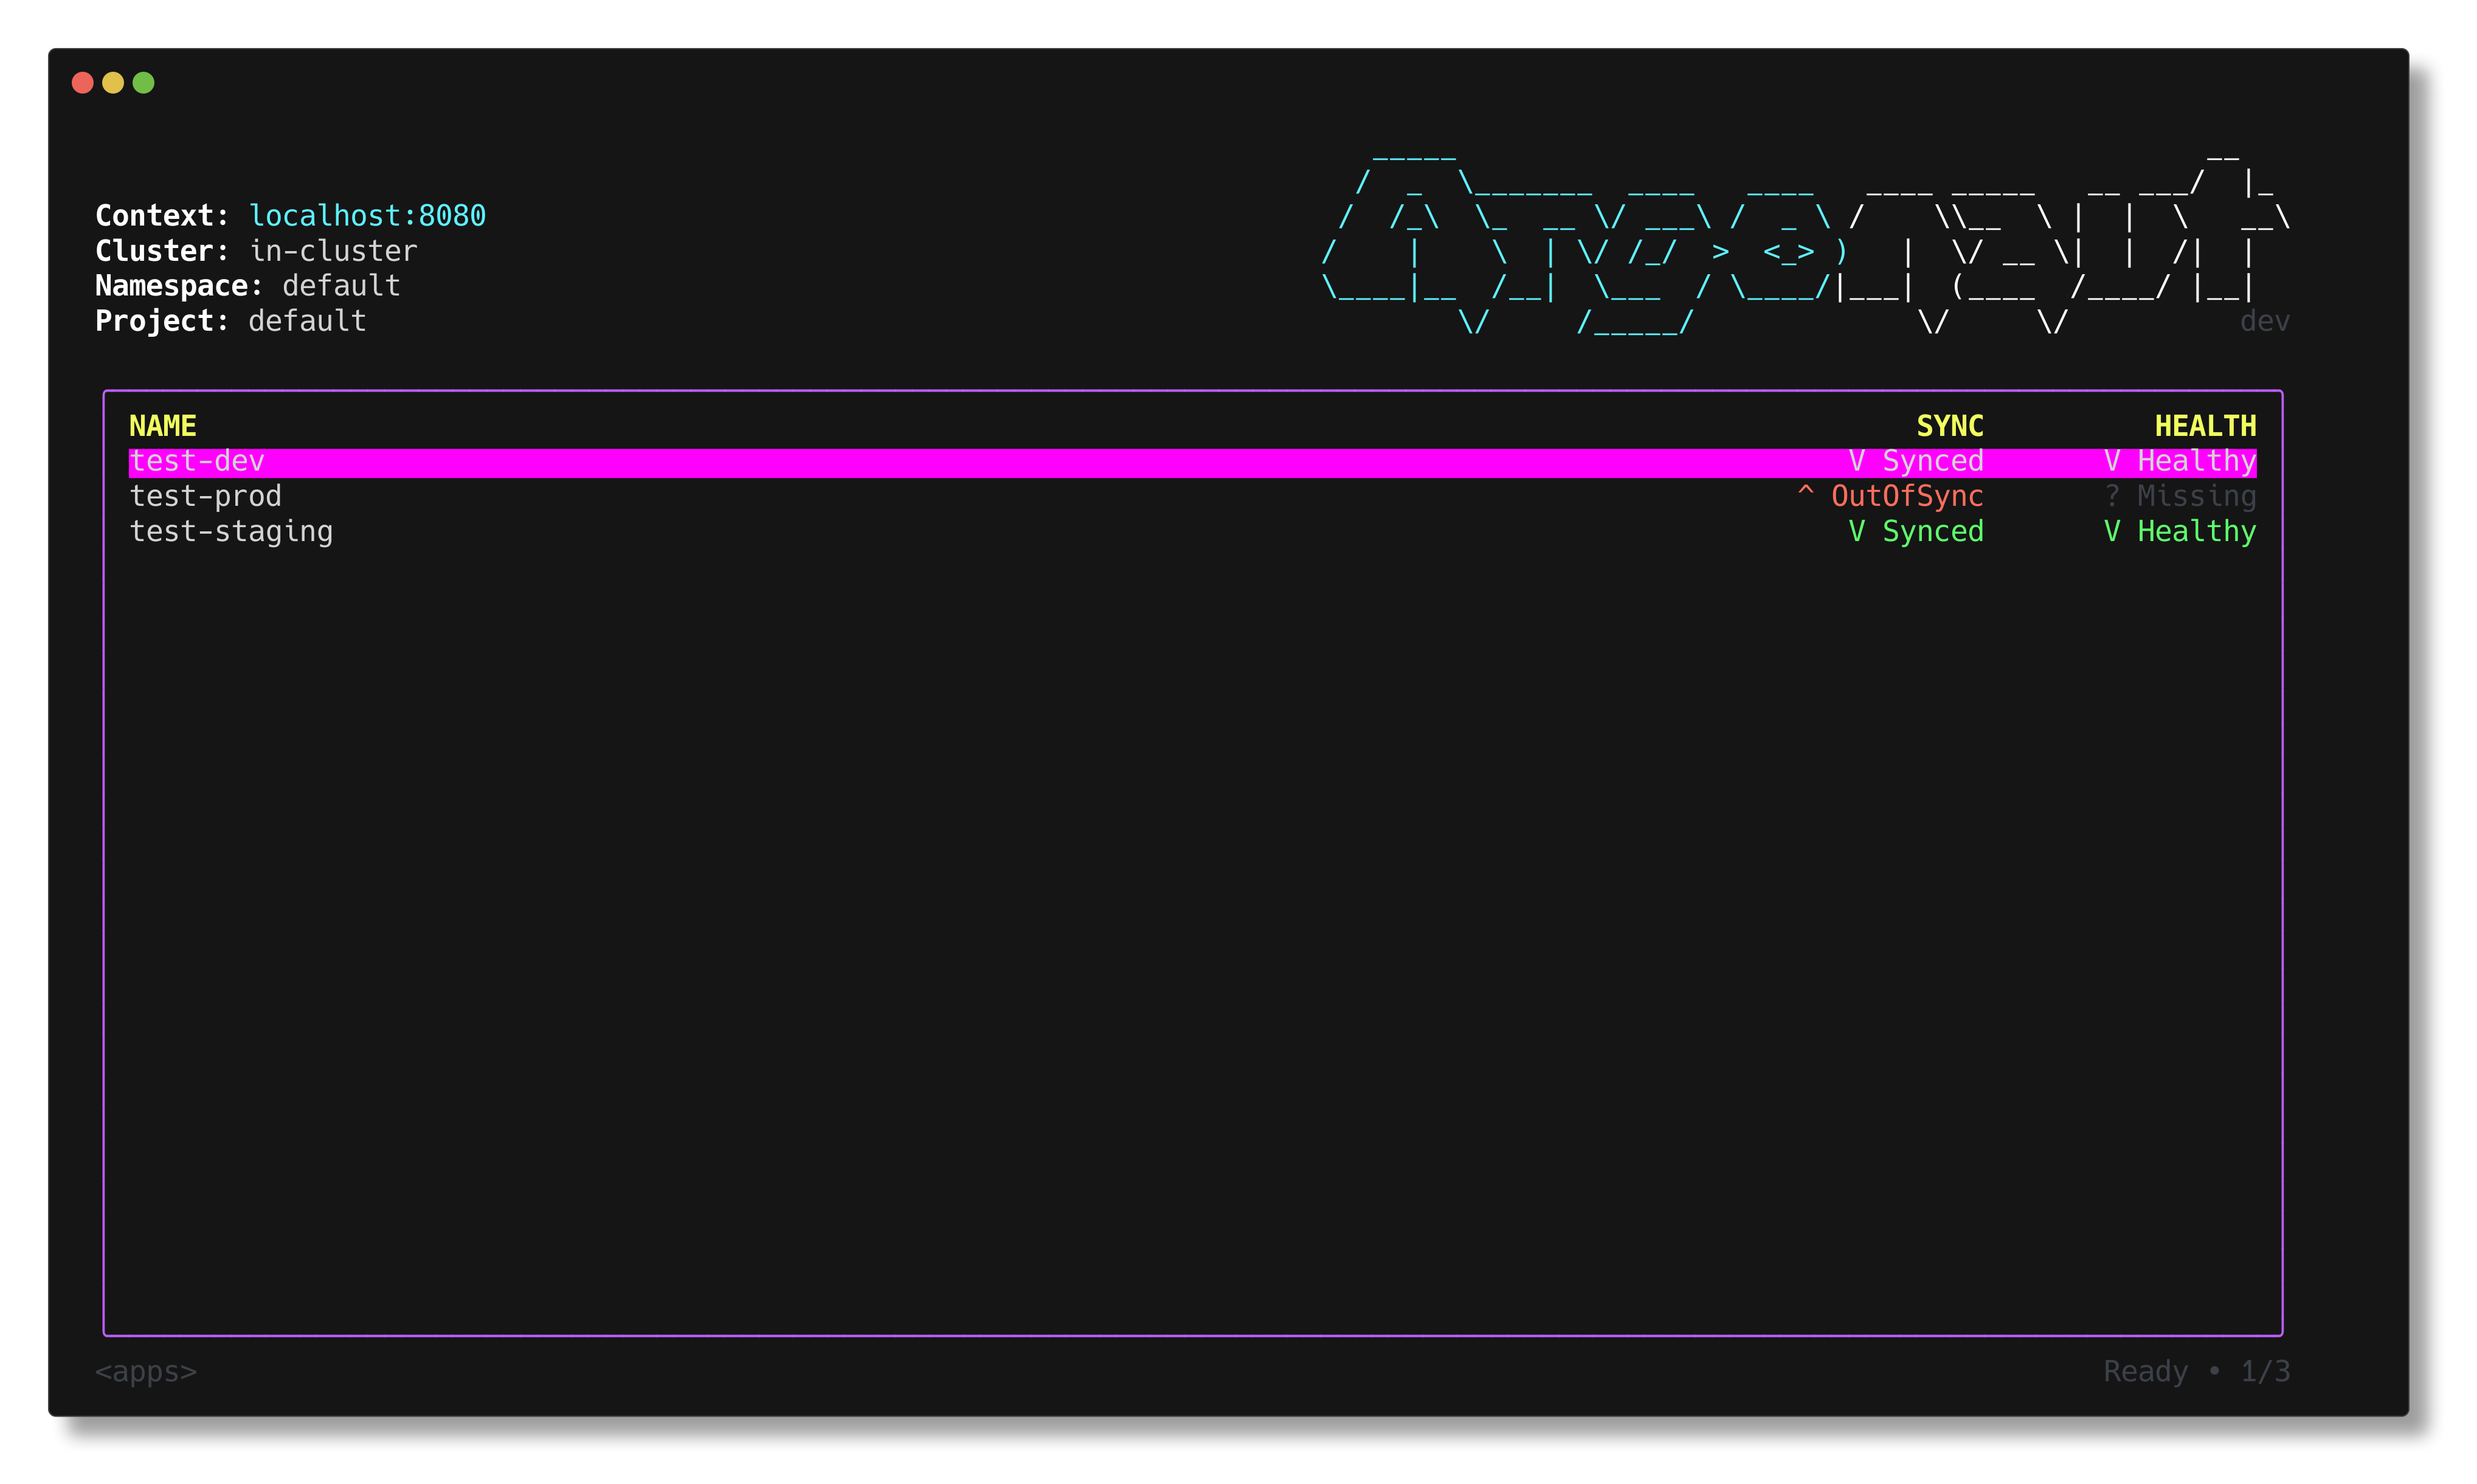 Argonaut
Context: localhost:8080
Cluster: in-cluster
Namespace: default
Project: default
dev
NAME SYNC HEALTH
test-dev V Synced V Healthy
test-prod ^ OutOfSync ? Missing
test-staging V Synced V Healthy
<apps> Ready • 1/3